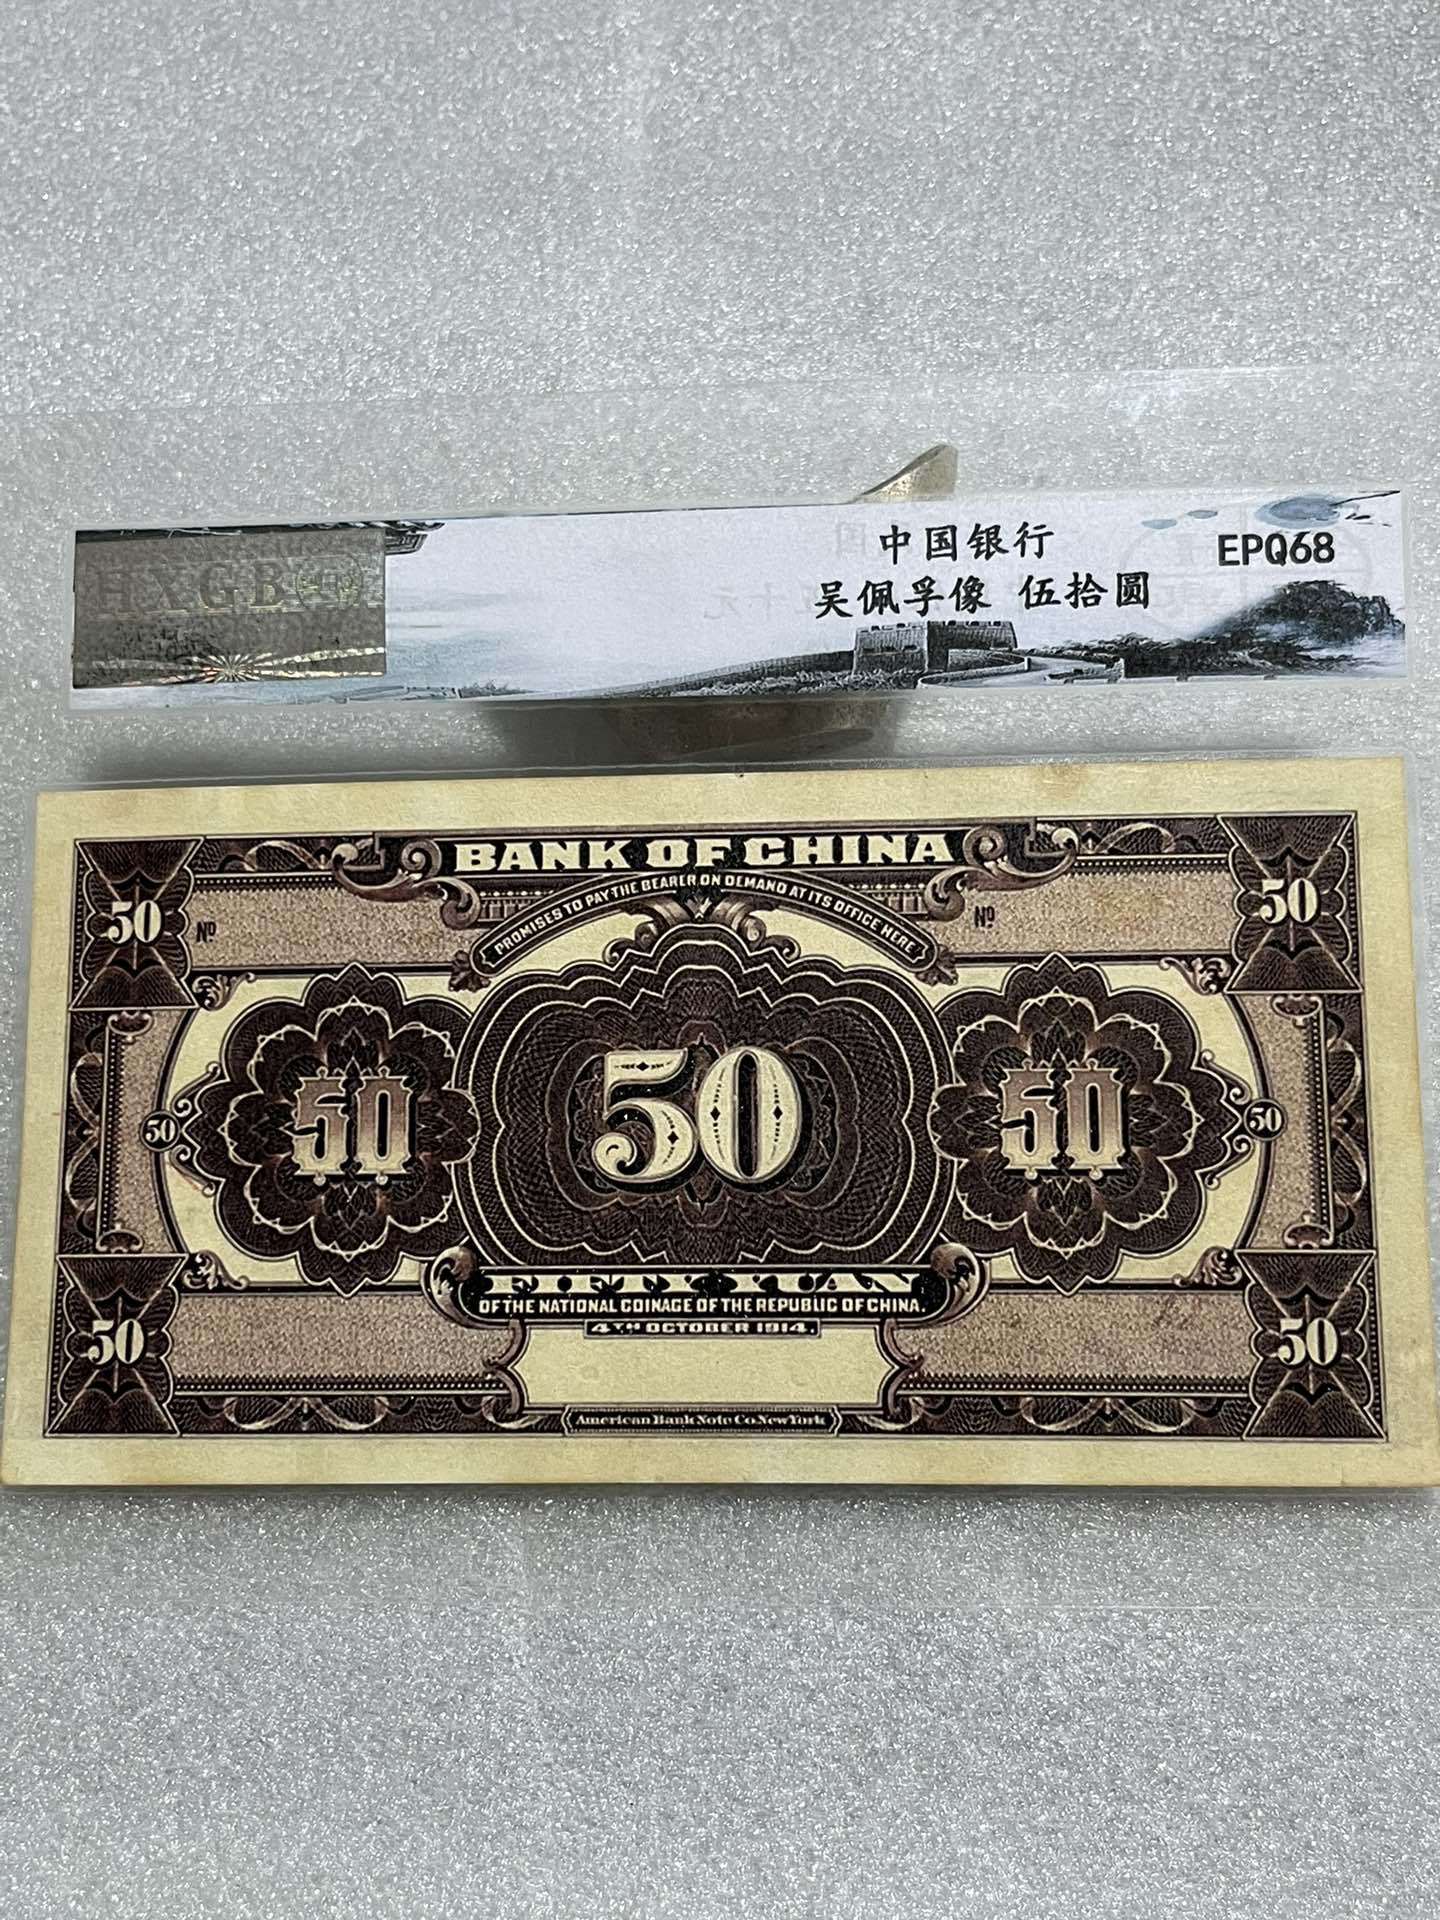 HXGB
中国银行
吴佩孚像 伍拾圆
EPQ68
BANK OF CHINA
PROMISES TO PAY THE BEARER ON DEMAND AT ITS OFFICE HERE
50
Nº
Nº
50
50
50
50
50
50
FIFTY YUAN
OF THE NATIONAL COINAGE OF THE REPUBLIC OF CHINA.
4TH OCTOBER 1914.
50
50
American Bank Note Co. New York